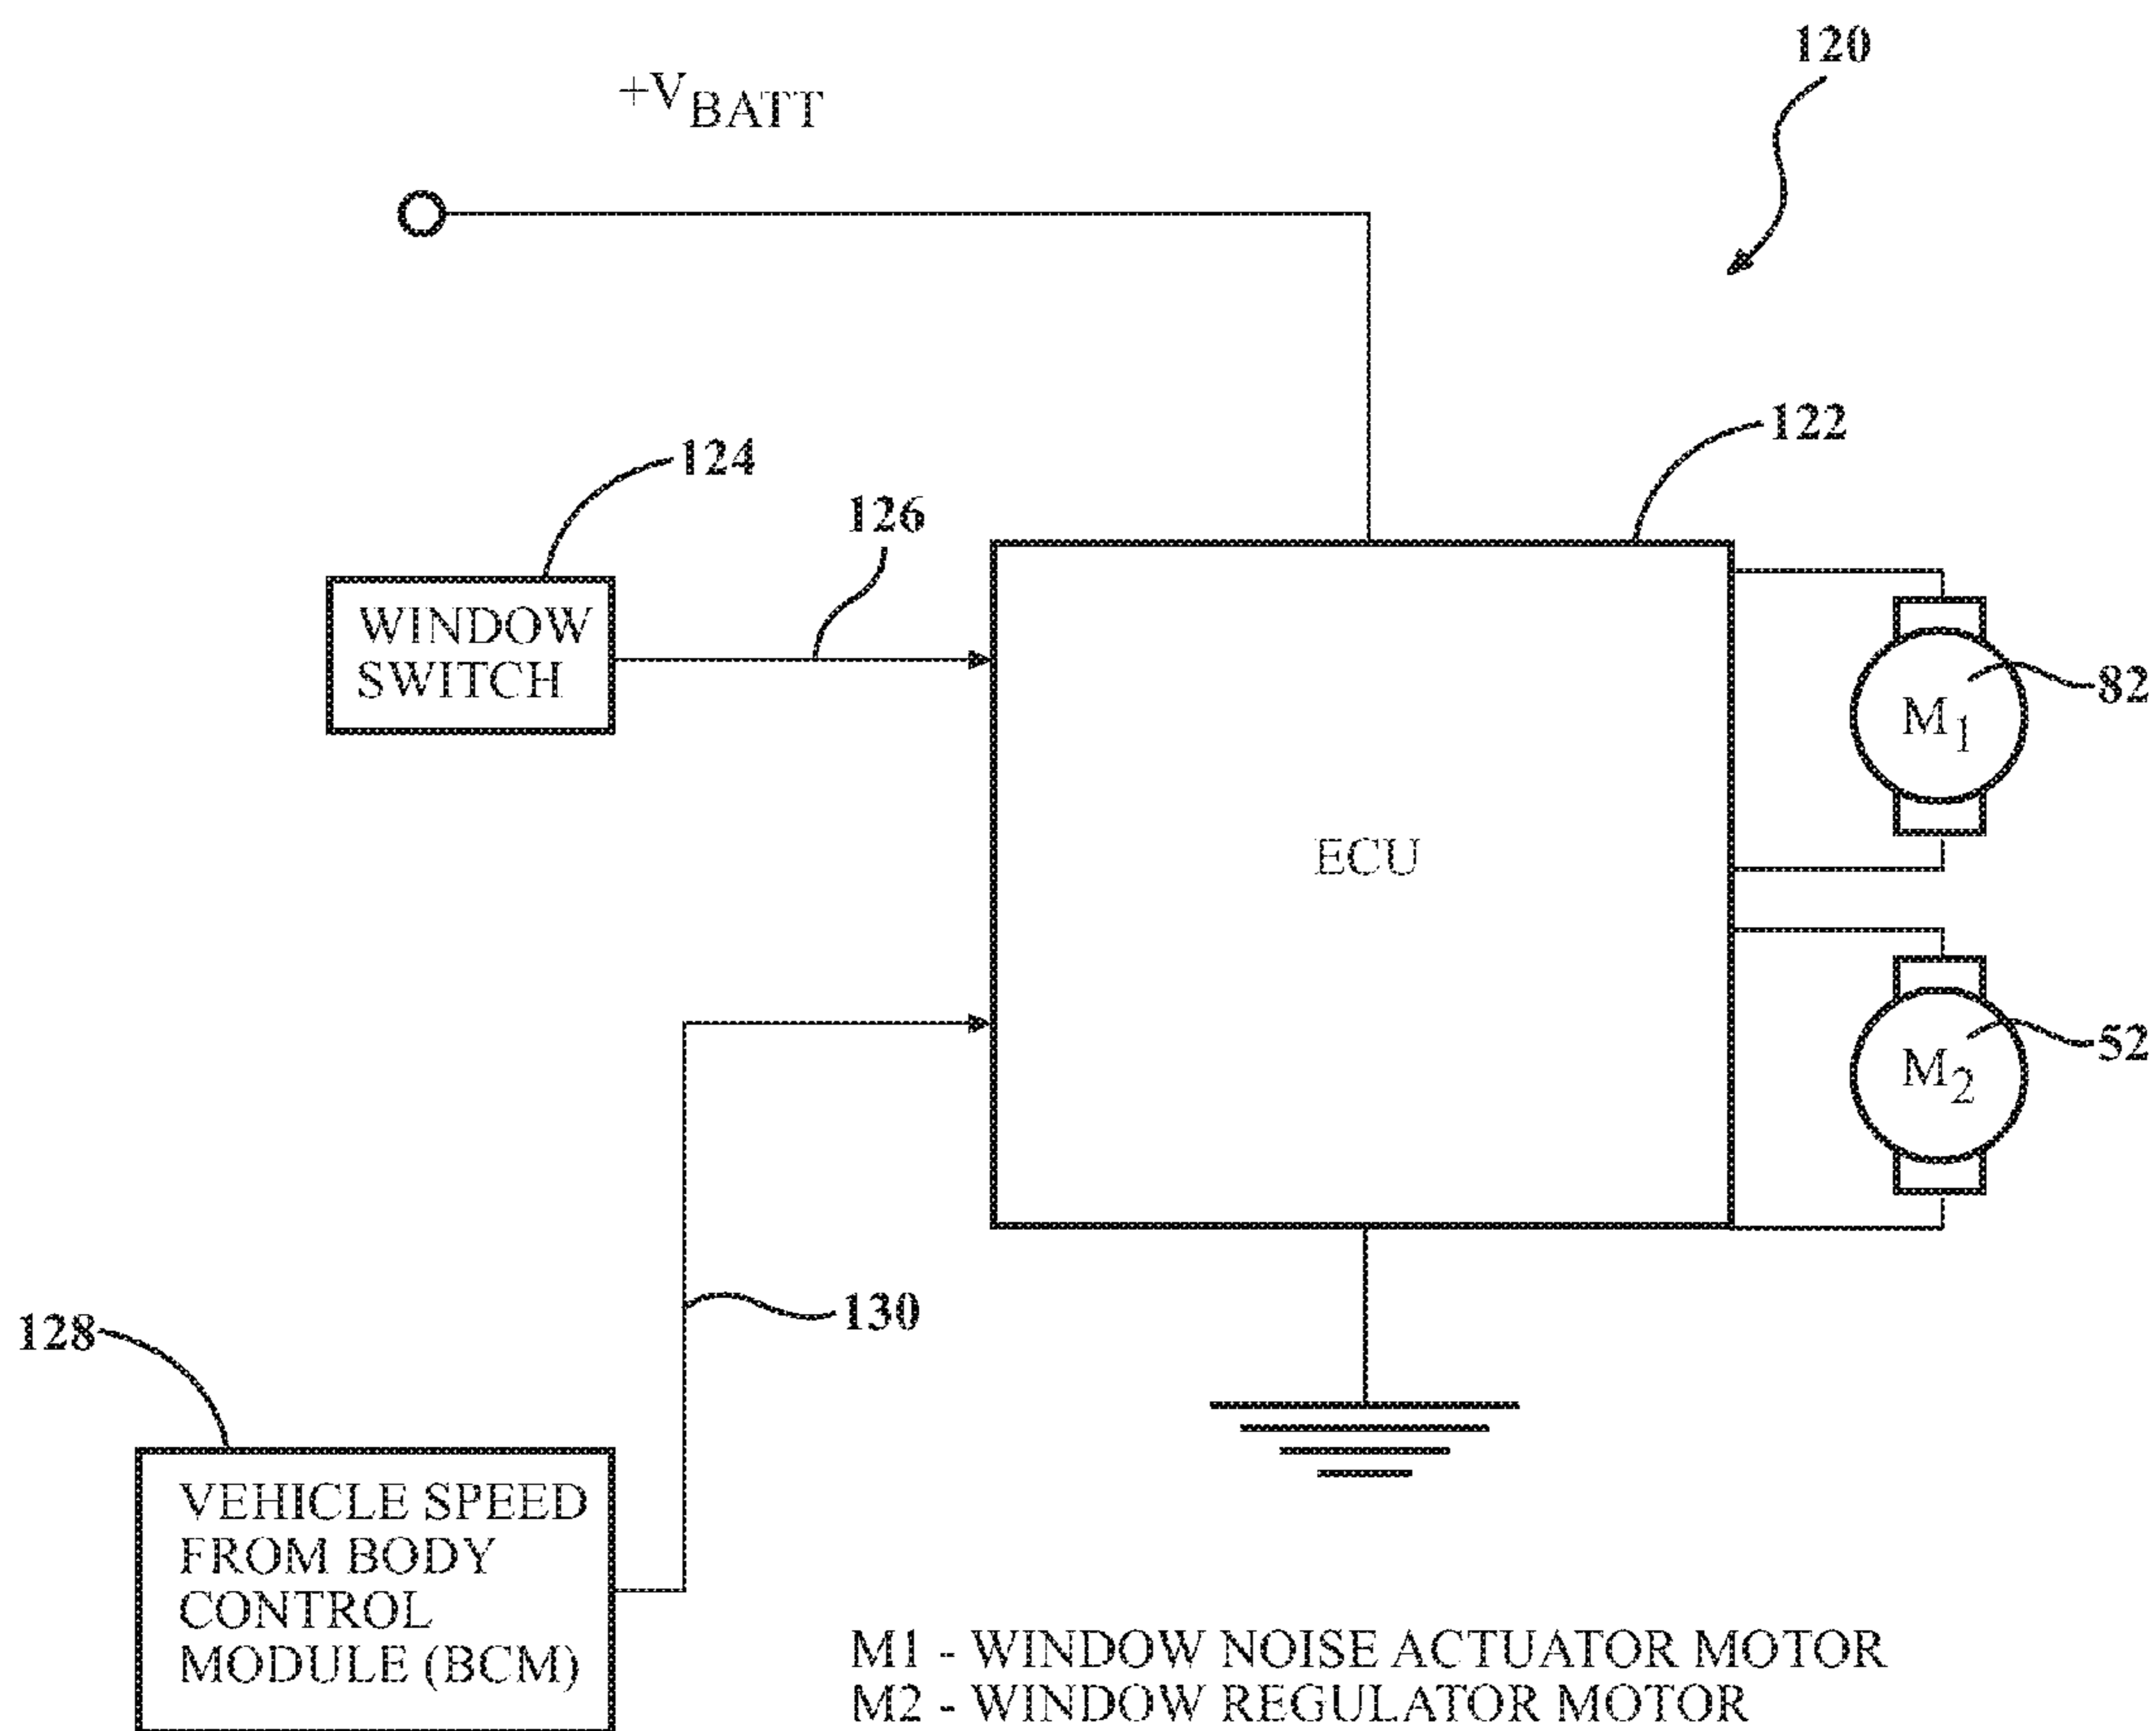 120
+VBATT
122
124
126
WINDOW
SWITCH
82
M1
ECU
52
M2
130
128
VEHICLE SPEED
FROM BODY
CONTROL
MODULE (BCM)
M1 - WINDOW NOISE ACTUATOR MOTOR
M2 - WINDOW REGULATOR MOTOR